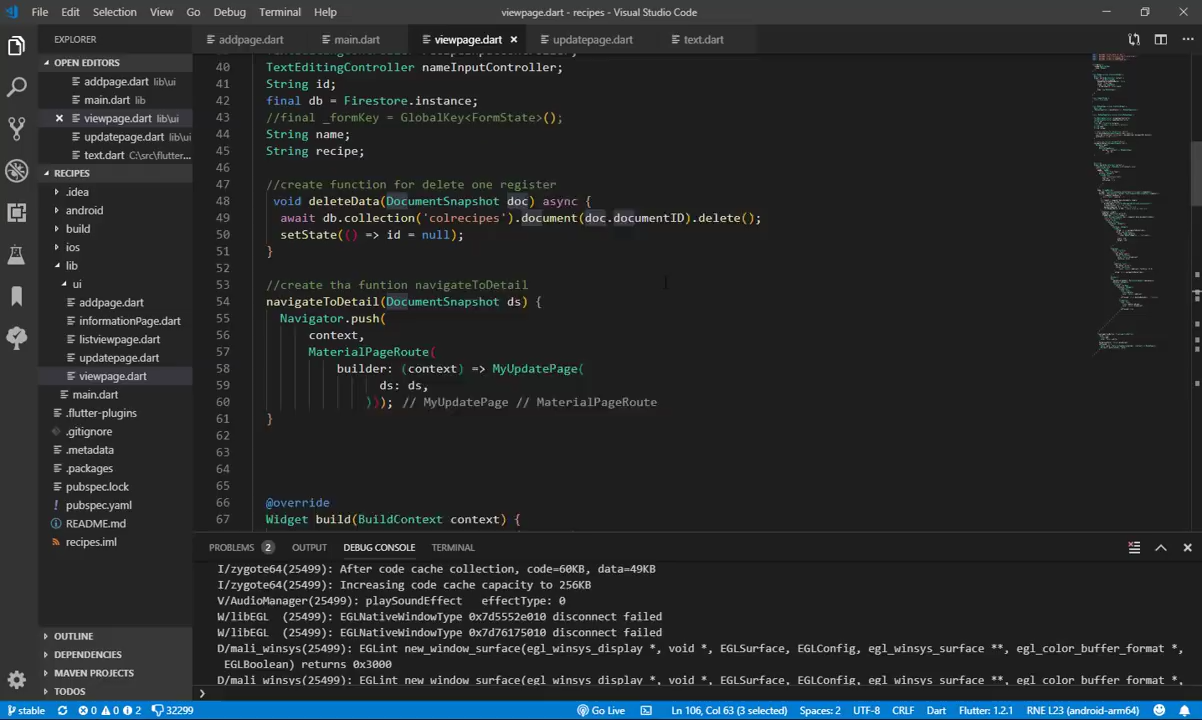 File Edit Selection View Go Debug Terminal Help
viewpage.dart - recipes - Visual Studio Code
EXPLORER
OPEN EDITORS
addpage.dart lib\ui
main.dart lib
viewpage.dart lib\ui
updatepage.dart lib\ui
text.dart C:\src\flutter...
RECIPES
.idea
android
build
ios
lib
ui
addpage.dart
informationPage.dart
listviewpage.dart
updatepage.dart
viewpage.dart
main.dart
.flutter-plugins
.gitignore
.metadata
.packages
pubspec.lock
pubspec.yaml
README.md
recipes.iml
OUTLINE
DEPENDENCIES
MAVEN PROJECTS
TODOS
addpage.dart main.dart viewpage.dart updatepage.dart text.dart
40 TextEditingController nameInputController;
41 String id;
42 final db = Firestore.instance;
43 //final _formKey = GlobalKey<FormState>();
44 String name;
45 String recipe;
46
47 //create function for delete one register
48 void deleteData(DocumentSnapshot doc) async {
49 await db.collection('colrecipes').document(doc.documentID).delete();
50 setState(() => id = null);
51 }
52
53 //create tha funtion navigateToDetail
54 navigateToDetail(DocumentSnapshot ds) {
55 Navigator.push(
56 context,
57 MaterialPageRoute(
58 builder: (context) => MyUpdatePage(
59 ds: ds,
60 ))); // MyUpdatePage // MaterialPageRoute
61 }
62
63
64
65
66 @override
67 Widget build(BuildContext context) {
PROBLEMS 2 OUTPUT DEBUG CONSOLE TERMINAL
I/zygote64(25499): After code cache collection, code=60KB, data=49KB
I/zygote64(25499): Increasing code cache capacity to 256KB
V/AudioManager(25499): playSoundEffect effectType: 0
W/libEGL (25499): EGLNativeWindowType 0x7d5552e010 disconnect failed
W/libEGL (25499): EGLNativeWindowType 0x7d76175010 disconnect failed
D/mali_winsys(25499): EGLint new_window_surface(egl_winsys_display *, void *, EGLSurface, EGLConfig, egl_winsys_surface **, egl_color_buffer_format *,
EGLBoolean) returns 0x3000
D/mali_winsys(25499): EGLint new_window_surface(egl_winsys_display *, void *, EGLSurface, EGLConfig, egl_winsys_surface **, egl_color_buffer_format *,
stable 0 0 2 32299 Go Live Ln 106, Col 63 (3 selected) Spaces: 2 UTF-8 CRLF Dart Flutter: 1.2.1 RNE L23 (android-arm64)